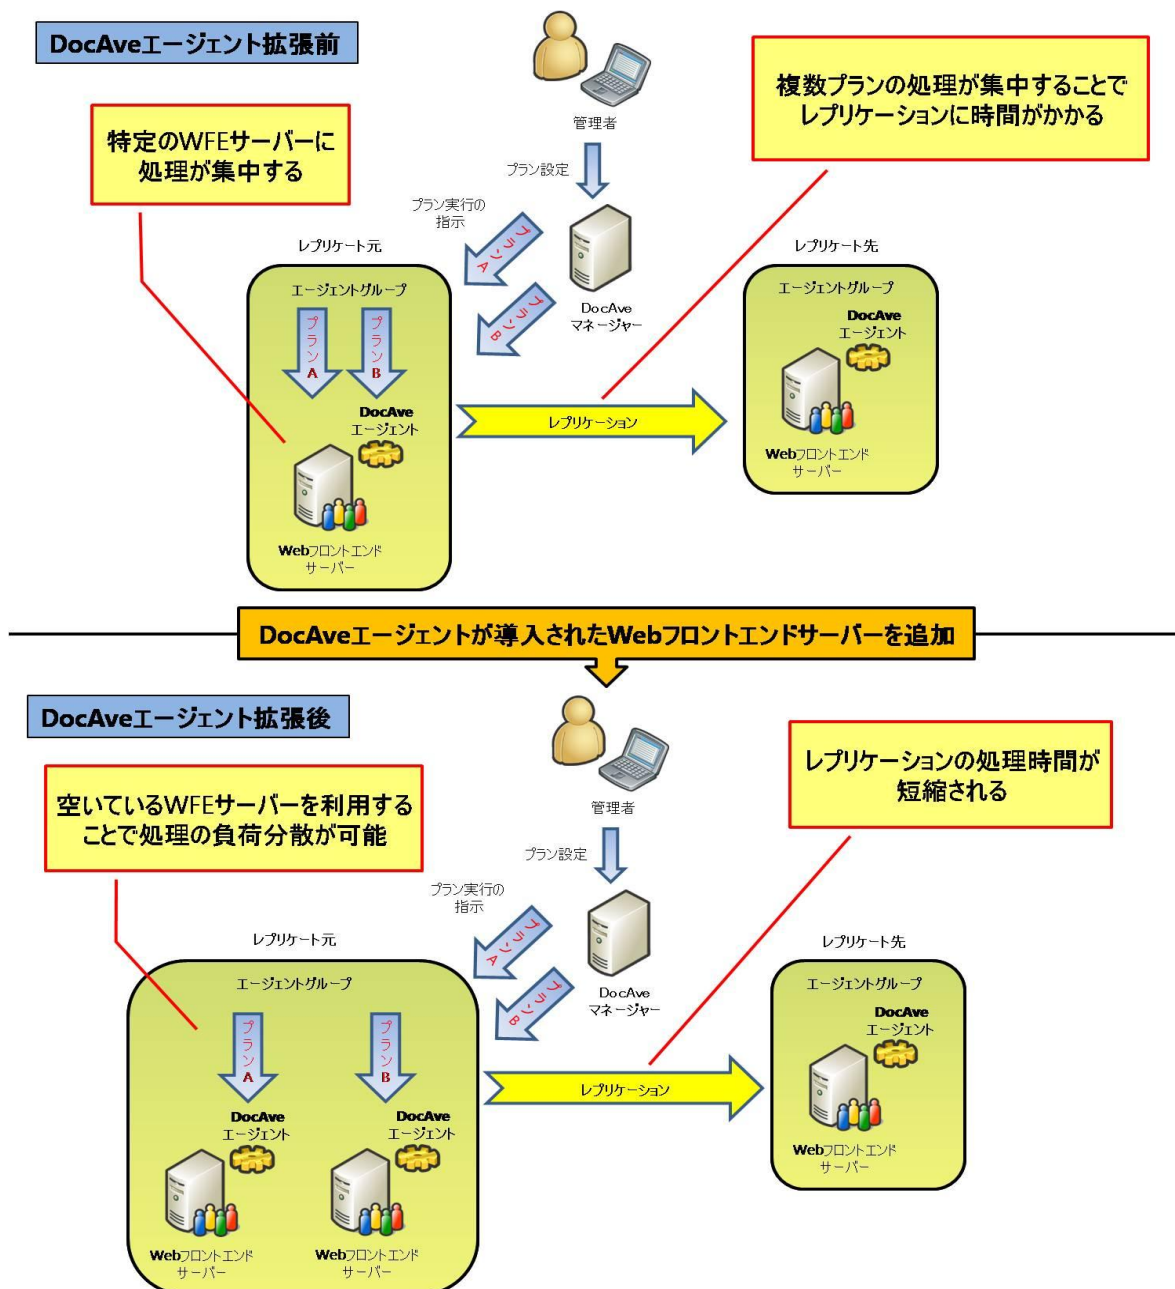 DocAveエージェント拡張前
複数プランの処理が集中することで
レプリケーションに時間がかかる
特定のWFEサーバーに
処理が集中する
管理者
プラン設定
プラン実行の
指示
プランA
プランB
DocAve
マネージャー
レプリケート元
エージェントグループ
プランA
プランB
DocAve
エージェント
Webフロントエンド
サーバー
レプリケーション
レプリケート先
エージェントグループ
DocAve
エージェント
Webフロントエンド
サーバー
DocAveエージェントが導入されたWebフロントエンドサーバーを追加
DocAveエージェント拡張後
レプリケーションの処理時間が
短縮される
空いているWFEサーバーを利用する
ことで処理の負荷分散が可能
管理者
プラン設定
プラン実行の
指示
プランA
プランB
DocAve
マネージャー
レプリケート元
エージェントグループ
プランA
プランB
DocAve
エージェント
DocAve
エージェント
Webフロントエンド
サーバー
Webフロントエンド
サーバー
レプリケーション
レプリケート先
エージェントグループ
DocAve
エージェント
Webフロントエンド
サーバー